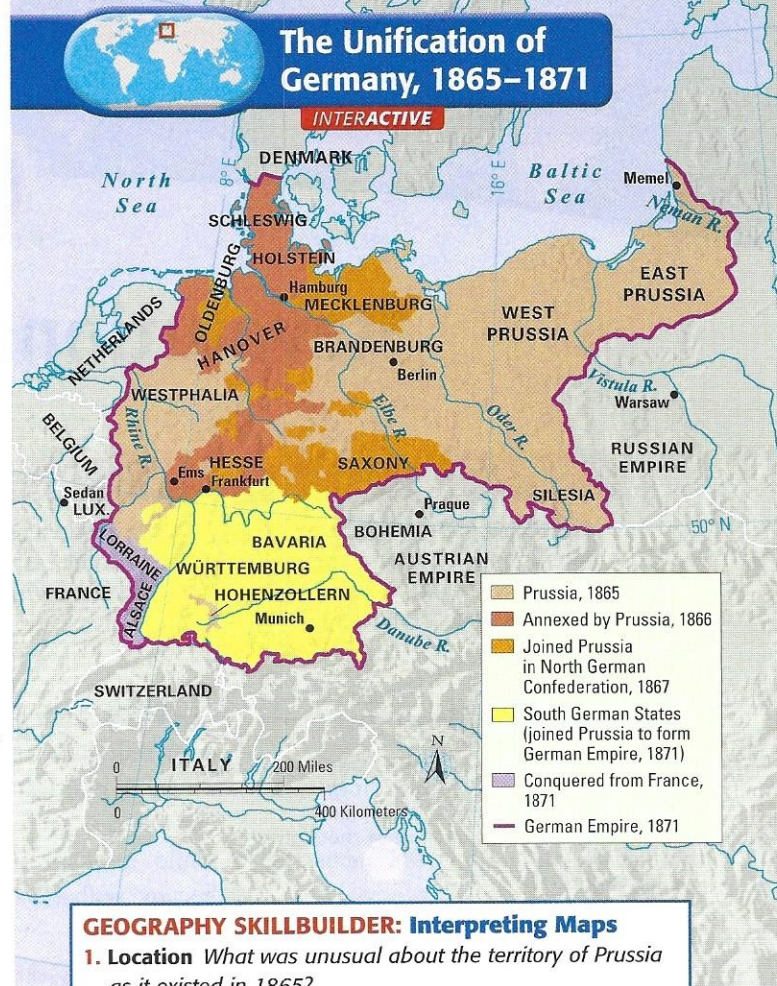 The Unification of
Germany, 1865–1871
INTERACTIVE
DENMARK
North
Sea
8° E
16° E
Baltic
Sea
Memel
Neman R.
SCHLESWIG
HOLSTEIN
EAST
PRUSSIA
OLDENBURG
Hamburg
MECKLENBURG
WEST
PRUSSIA
NETHERLANDS
HANOVER
BRANDENBURG
Berlin
Vistula R.
Warsaw
WESTPHALIA
Elbe R.
Oder R.
BELGIUM
Rhine R.
RUSSIAN
EMPIRE
HESSE
SAXONY
Ems
Frankfurt
Sedan
LUX.
SILESIA
Prague
50° N
BOHEMIA
LORRAINE
BAVARIA
AUSTRIAN
EMPIRE
WÜRTTEMBURG
FRANCE
ALSACE
HOHENZOLLERN
Munich
Danube R.
SWITZERLAND
ITALY
0
200 Miles
0
400 Kilometers
N
Prussia, 1865
Annexed by Prussia, 1866
Joined Prussia
in North German
Confederation, 1867
South German States
(joined Prussia to form
German Empire, 1871)
Conquered from France,
1871
German Empire, 1871
GEOGRAPHY SKILLBUILDER: Interpreting Maps
1. Location What was unusual about the territory of Prussia
as it existed in 1865?